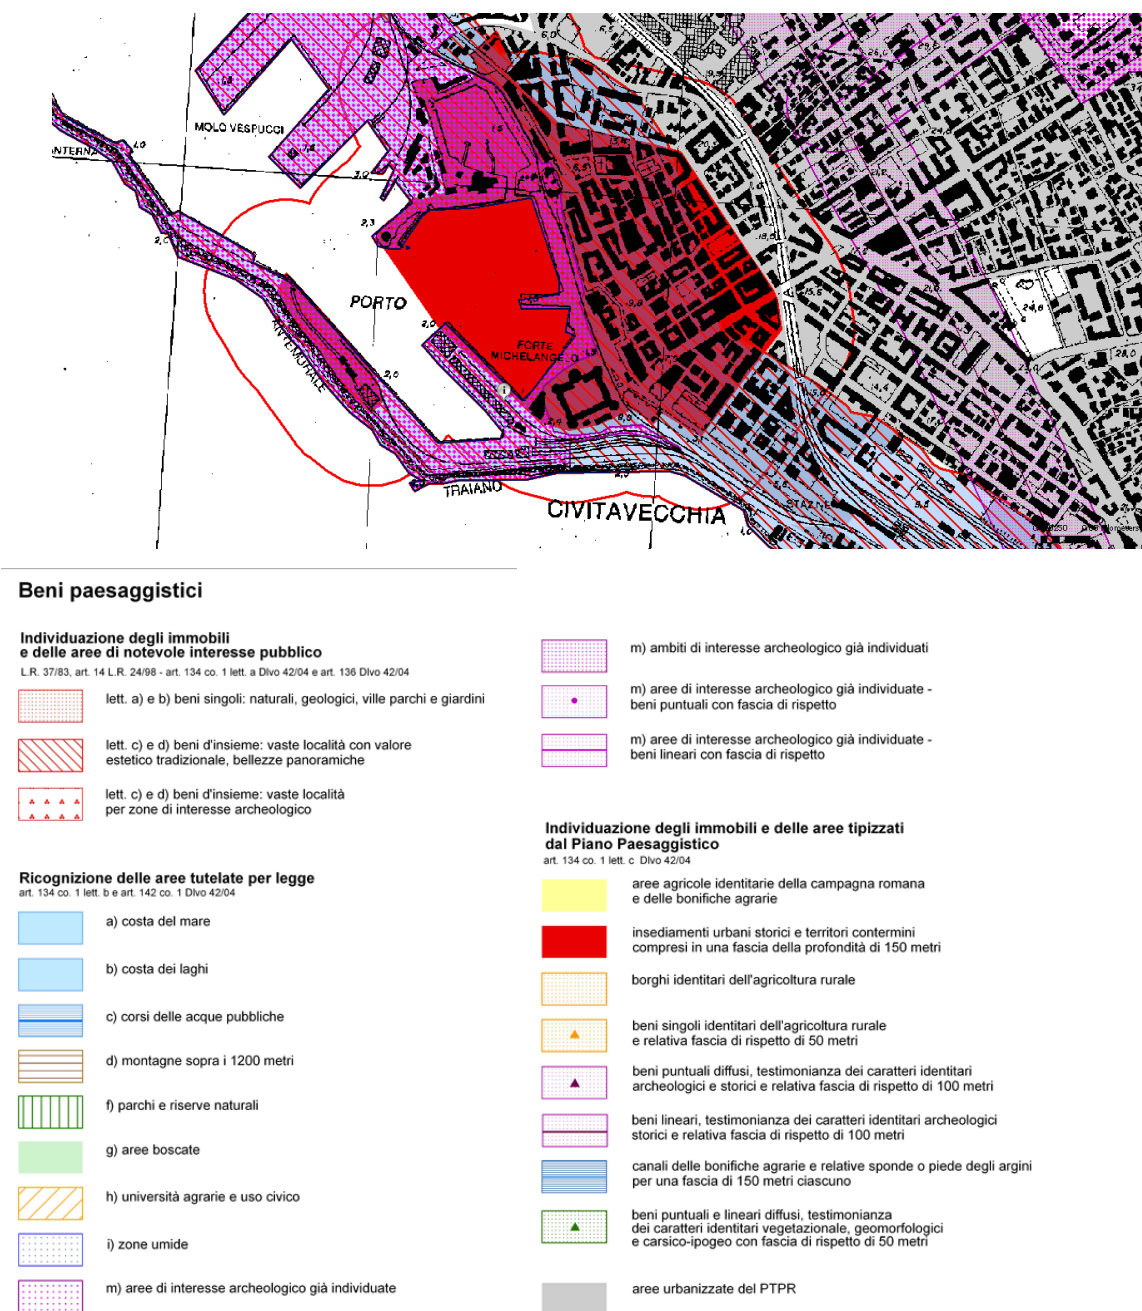 MOLO VESPUCCI
PORTO
ANTEMURALE
FORTE
MICHELANGELO
TRAIANO
CIVITAVECCHIA
Beni paesaggistici
Individuazione degli immobili
e delle aree di notevole interesse pubblico
L.R. 37/83, art. 14 L.R. 24/98 - art. 134 co. 1 lett. a Dlvo 42/04 e art. 136 Dlvo 42/04
lett. a) e b) beni singoli: naturali, geologici, ville parchi e giardini
lett. c) e d) beni d'insieme: vaste località con valore
estetico tradizionale, bellezze panoramiche
lett. c) e d) beni d'insieme: vaste località
per zone di interesse archeologico
Ricognizione delle aree tutelate per legge
art. 134 co. 1 lett. b e art. 142 co. 1 Dlvo 42/04
a) costa del mare
b) costa dei laghi
c) corsi delle acque pubbliche
d) montagne sopra i 1200 metri
f) parchi e riserve naturali
g) aree boscate
h) università agrarie e uso civico
i) zone umide
m) aree di interesse archeologico già individuate
m) ambiti di interesse archeologico già individuati
m) aree di interesse archeologico già individuate -
beni puntuali con fascia di rispetto
m) aree di interesse archeologico già individuate -
beni lineari con fascia di rispetto
Individuazione degli immobili e delle aree tipizzati
dal Piano Paesaggistico
art. 134 co. 1 lett. c Dlvo 42/04
aree agricole identitarie della campagna romana
e delle bonifiche agrarie
insediamenti urbani storici e territori contermini
compresi in una fascia della profondità di 150 metri
borghi identitari dell'agricoltura rurale
beni singoli identitari dell'agricoltura rurale
e relativa fascia di rispetto di 50 metri
beni puntuali diffusi, testimonianza dei caratteri identitari
archeologici e storici e relativa fascia di rispetto di 100 metri
beni lineari, testimonianza dei caratteri identitari archeologici
storici e relativa fascia di rispetto di 100 metri
canali delle bonifiche agrarie e relative sponde o piede degli argini
per una fascia di 150 metri ciascuno
beni puntuali e lineari diffusi, testimonianza
dei caratteri identitari vegetazionale, geomorfologici
e carsico-ipogeo con fascia di rispetto di 50 metri
aree urbanizzate del PTPR